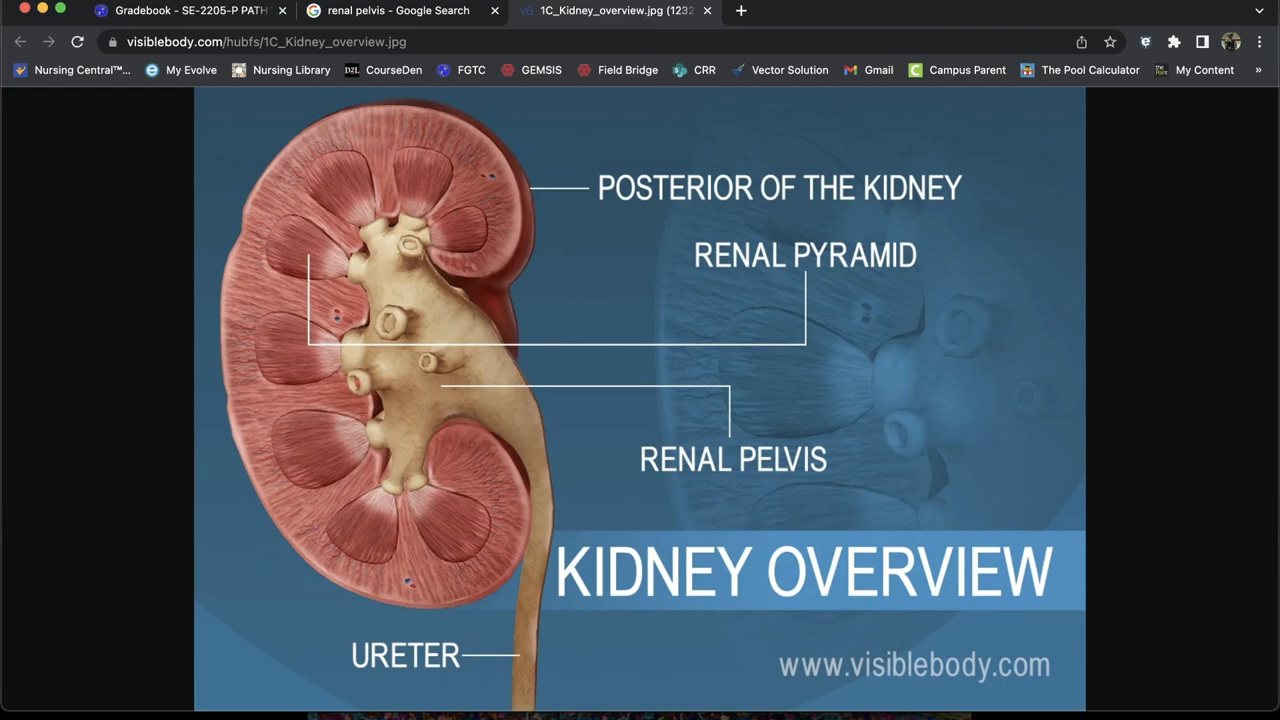 Gradebook - SE-2205-P PATH
renal pelvis - Google Search
1C_Kidney_overview.jpg (1232
visiblebody.com/hubfs/1C_Kidney_overview.jpg
Nursing Central™...
My Evolve
Nursing Library
D2L CourseDen
FGTC
GEMSIS
Field Bridge
CRR
Vector Solution
Gmail
Campus Parent
The Pool Calculator
My Content
»
POSTERIOR OF THE KIDNEY
RENAL PYRAMID
RENAL PELVIS
KIDNEY OVERVIEW
URETER
www.visiblebody.com